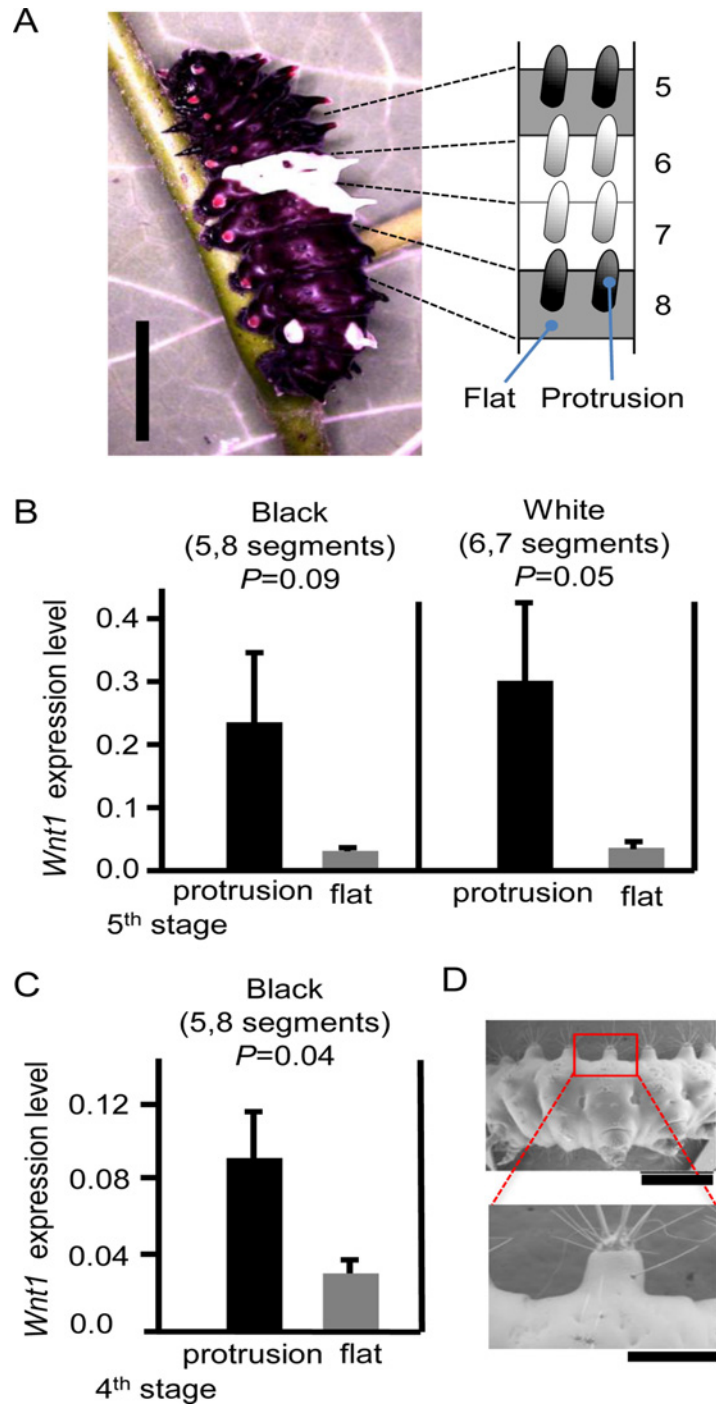 A
5
6
7
8
Flat Protrusion
B
Black
(5,8 segments)
P=0.09
White
(6,7 segments)
P=0.05
Wnt1 expression level
0.4
0.3
0.2
0.1
0.0
protrusion flat
protrusion flat
5th stage
C
Black
(5,8 segments)
P=0.04
Wnt1 expression level
0.12
0.08
0.04
0.0
protrusion flat
4th stage
D